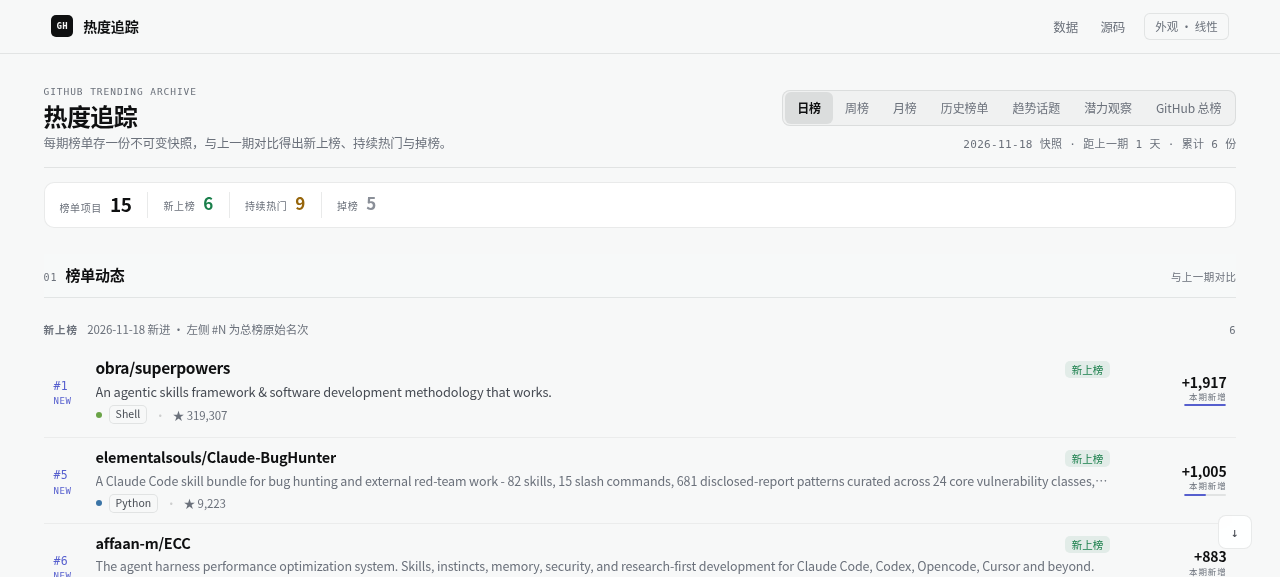 GH 热度追踪 数据 源码 外观 · 线性
GITHUB TRENDING ARCHIVE
热度追踪
每期榜单存一份不可变快照，与上一期对比得出新上榜、持续热门与掉榜。
日榜 周榜 月榜 历史榜单 趋势话题 潜力观察 GitHub 总榜
2026-11-18 快照 · 距上一期 1 天 · 累计 6 份
榜单项目 15 新上榜 6 持续热门 9 掉榜 5
01 榜单动态 与上一期对比
新上榜 2026-11-18 新进 · 左侧 #N 为总榜原始名次 6
#1
NEW
obra/superpowers 新上榜
An agentic skills framework & software development methodology that works.
Shell · ★ 319,307
+1,917
本期新增
#5
NEW
elementalsouls/Claude-BugHunter 新上榜
A Claude Code skill bundle for bug hunting and external red-team work - 82 skills, 15 slash commands, 681 disclosed-report patterns curated across 24 core vulnerability classes,…
Python · ★ 9,223
+1,005
本期新增
#6
NEW
affaan-m/ECC 新上榜
The agent harness performance optimization system. Skills, instincts, memory, security, and research-first development for Claude Code, Codex, Opencode, Cursor and beyond.
+883
本期新增
↓